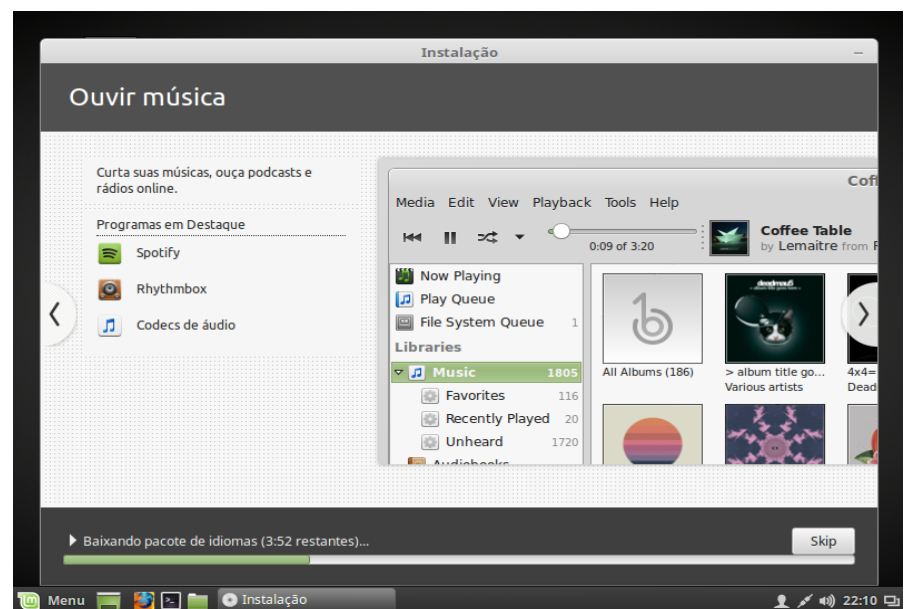 Instalação
Ouvir música
Curta suas músicas, ouça podcasts e
rádios online.
Programas em Destaque
Spotify
Rhythmbox
Codecs de áudio
Media Edit View Playback Tools Help
0:09 of 3:20
Coffee Table
by Lemaitre from
Now Playing
Play Queue
File System Queue 1
Libraries
Music 1805
Favorites 116
Recently Played 20
Unheard 1720
Audiobooks
All Albums (186)
deadmau5
> album title go...
Various artists
4x4=
Baixando pacote de idiomas (3:52 restantes)...
Skip
Menu
Instalação
22:10